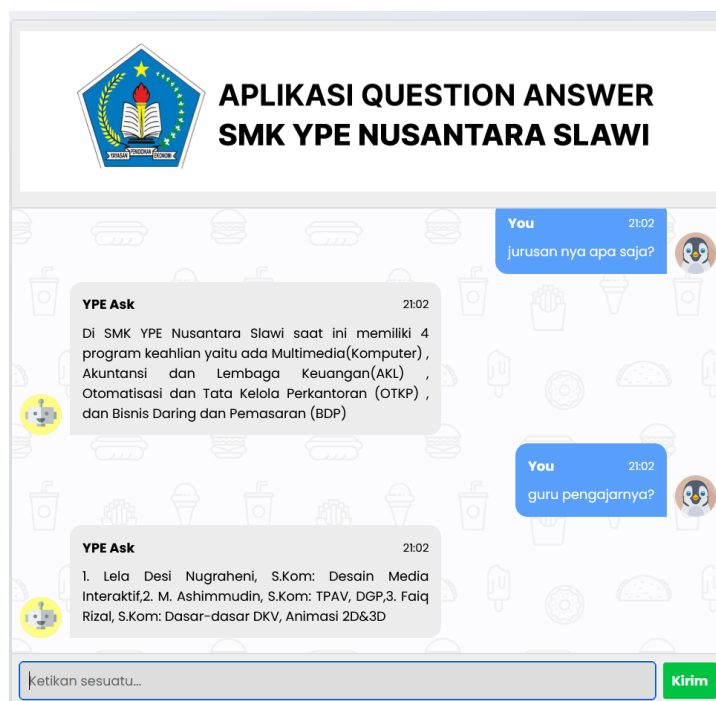 APLIKASI QUESTION ANSWER
SMK YPE NUSANTARA SLAWI
YAYASAN PENDIDIKAN EKONOMI
You 21:02
jurusan nya apa saja?
YPE Ask 21:02
Di SMK YPE Nusantara Slawi saat ini memiliki 4
program keahlian yaitu ada Multimedia(Komputer) ,
Akuntansi dan Lembaga Keuangan(AKL) ,
Otomatisasi dan Tata Kelola Perkantoran (OTKP) ,
dan Bisnis Daring dan Pemasaran (BDP)
You 21:02
guru pengajarnya?
YPE Ask 21:02
1. Lela Desi Nugraheni, S.Kom: Desain Media
Interaktif,2. M. Ashimmudin, S.Kom: TPAV, DGP,3. Faiq
Rizal, S.Kom: Dasar-dasar DKV, Animasi 2D&3D
Ketikan sesuatu...
Kirim